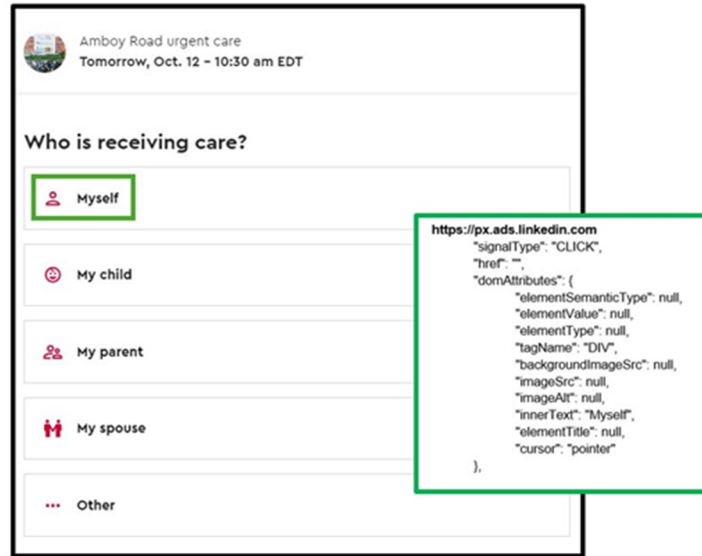 Amboy Road urgent care
Tomorrow, Oct. 12 – 10:30 am EDT
Who is receiving care?
Myself
My child
My parent
My spouse
Other
https://px.ads.linkedin.com
"signalType": "CLICK",
"href": "",
"domAttributes": {
"elementSemanticType": null,
"elementValue": null,
"elementType": null,
"tagName": "DIV",
"backgroundImageSrc": null,
"imageSrc": null,
"imageAlt": null,
"innerText": "Myself",
"elementTitle": null,
"cursor": "pointer"
},